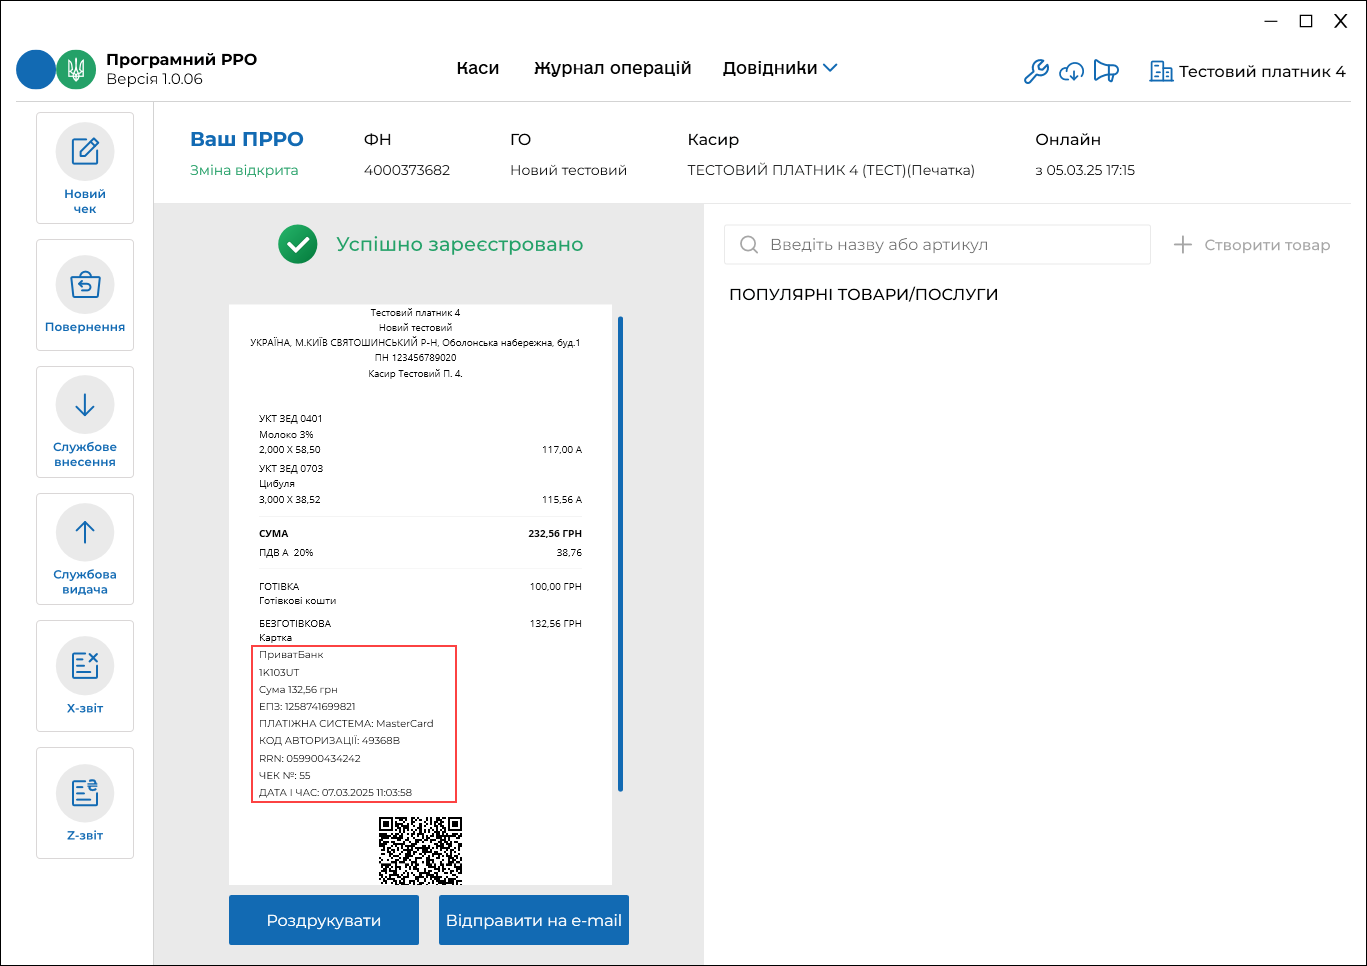 Програмний РРО
Версія 1.0.06
Каси
Журнал операцій
Довідники
Тестовий платник 4
Новий
чек
Повернення
Службове
внесення
Службова
видача
X-звіт
Z-звіт
Ваш ПРРО
Зміна відкрита
ФН
4000373682
ГО
Новий тестовий
Касир
ТЕСТОВИЙ ПЛАТНИК 4 (ТЕСТ)(Печатка)
Онлайн
з 05.03.25 17:15
Успішно зареєстровано
Тестовий платник 4
Новий тестовий
УКРАЇНА, М.КИЇВ СВЯТОШИНСЬКИЙ Р-Н, Оболонська набережна, буд.1
ПН 123456789020
Касир Тестовий П. 4.
УКТ ЗЕД 0401
Молоко 3%
2,000 X 58,50 117,00 А
УКТ ЗЕД 0703
Цибуля
3,000 X 38,52 115,56 А
СУМА 232,56 ГРН
ПДВ А 20% 38,76
ГОТІВКА 100,00 ГРН
Готівкові кошти
БЕЗГОТІВКОВА 132,56 ГРН
Картка
ПриватБанк
1K103UT
Сума 132,56 грн
ЕПЗ: 1258741699821
ПЛАТІЖНА СИСТЕМА: MasterCard
КОД АВТОРИЗАЦІЇ: 49368B
RRN: 059900434242
ЧЕК №: 55
ДАТА І ЧАС: 07.03.2025 11:03:58
Роздрукувати
Відправити на e-mail
Введіть назву або артикул
Створити товар
ПОПУЛЯРНІ ТОВАРИ/ПОСЛУГИ